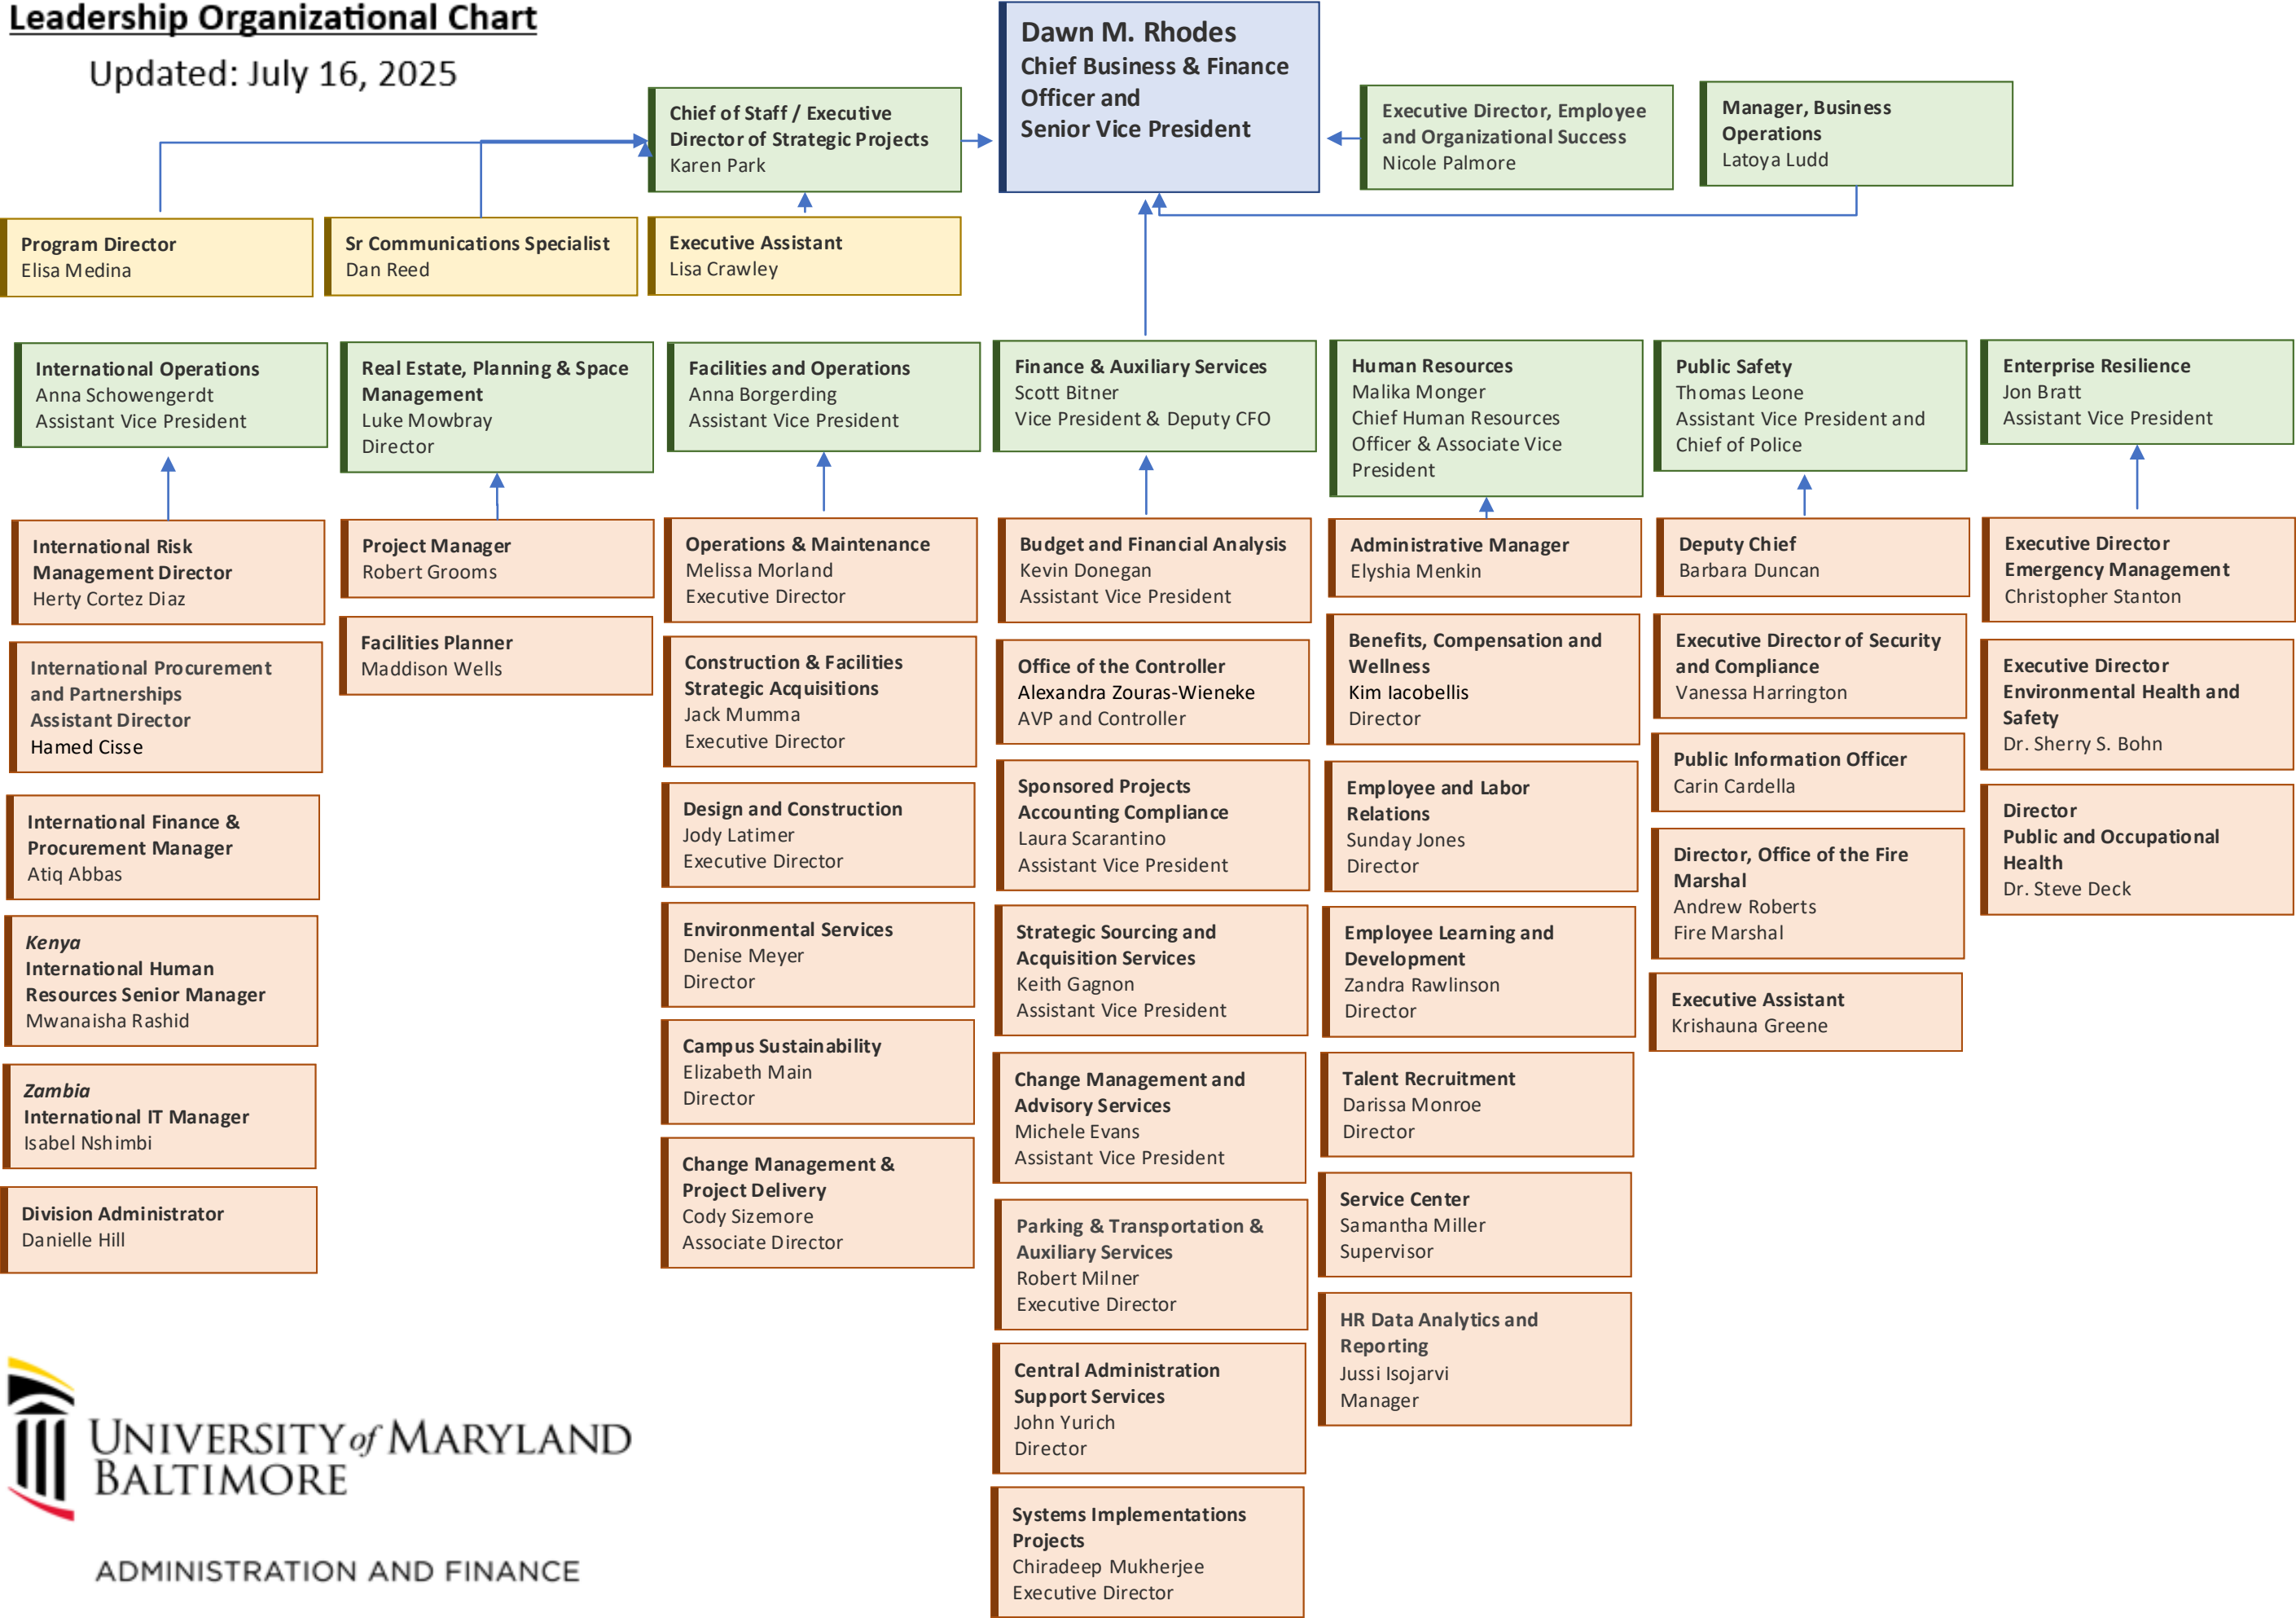 Leadership Organizational Chart
Updated: July 16, 2025
Dawn M. Rhodes
Chief Business & Finance
Officer and
Senior Vice President
Chief of Staff / Executive
Director of Strategic Projects
Karen Park
Executive Director, Employee
and Organizational Success
Nicole Palmore
Manager, Business
Operations
Latoya Ludd
Program Director
Elisa Medina
Sr Communications Specialist
Dan Reed
Executive Assistant
Lisa Crawley
International Operations
Anna Schowengerdt
Assistant Vice President
Real Estate, Planning & Space
Management
Luke Mowbray
Director
Facilities and Operations
Anna Borgerding
Assistant Vice President
Finance & Auxiliary Services
Scott Bitner
Vice President & Deputy CFO
Human Resources
Malika Monger
Chief Human Resources
Officer & Associate Vice
President
Public Safety
Thomas Leone
Assistant Vice President and
Chief of Police
Enterprise Resilience
Jon Bratt
Assistant Vice President
International Risk
Management Director
Herty Cortez Diaz
International Procurement
and Partnerships
Assistant Director
Hamed Cisse
International Finance &
Procurement Manager
Atiq Abbas
Kenya
International Human
Resources Senior Manager
Mwanaisha Rashid
Zambia
International IT Manager
Isabel Nshimbi
Division Administrator
Danielle Hill
Project Manager
Robert Grooms
Facilities Planner
Maddison Wells
Operations & Maintenance
Melissa Morland
Executive Director
Construction & Facilities
Strategic Acquisitions
Jack Mumma
Executive Director
Design and Construction
Jody Latimer
Executive Director
Environmental Services
Denise Meyer
Director
Campus Sustainability
Elizabeth Main
Director
Change Management &
Project Delivery
Cody Sizemore
Associate Director
Budget and Financial Analysis
Kevin Donegan
Assistant Vice President
Office of the Controller
Alexandra Zouras-Wieneke
AVP and Controller
Sponsored Projects
Accounting Compliance
Laura Scarantino
Assistant Vice President
Strategic Sourcing and
Acquisition Services
Keith Gagnon
Assistant Vice President
Change Management and
Advisory Services
Michele Evans
Assistant Vice President
Parking & Transportation &
Auxiliary Services
Robert Milner
Executive Director
Central Administration
Support Services
John Yurich
Director
Systems Implementations
Projects
Chiradeep Mukherjee
Executive Director
Administrative Manager
Elyshia Menkin
Benefits, Compensation and
Wellness
Kim Iacobellis
Director
Employee and Labor
Relations
Sunday Jones
Director
Employee Learning and
Development
Zandra Rawlinson
Director
Talent Recruitment
Darissa Monroe
Director
Service Center
Samantha Miller
Supervisor
HR Data Analytics and
Reporting
Jussi Isojarvi
Manager
Deputy Chief
Barbara Duncan
Executive Director of Security
and Compliance
Vanessa Harrington
Public Information Officer
Carin Cardella
Director, Office of the Fire
Marshal
Andrew Roberts
Fire Marshal
Executive Assistant
Krishauna Greene
Executive Director
Emergency Management
Christopher Stanton
Executive Director
Environmental Health and
Safety
Dr. Sherry S. Bohn
Director
Public and Occupational
Health
Dr. Steve Deck
UNIVERSITY of MARYLAND
BALTIMORE
ADMINISTRATION AND FINANCE